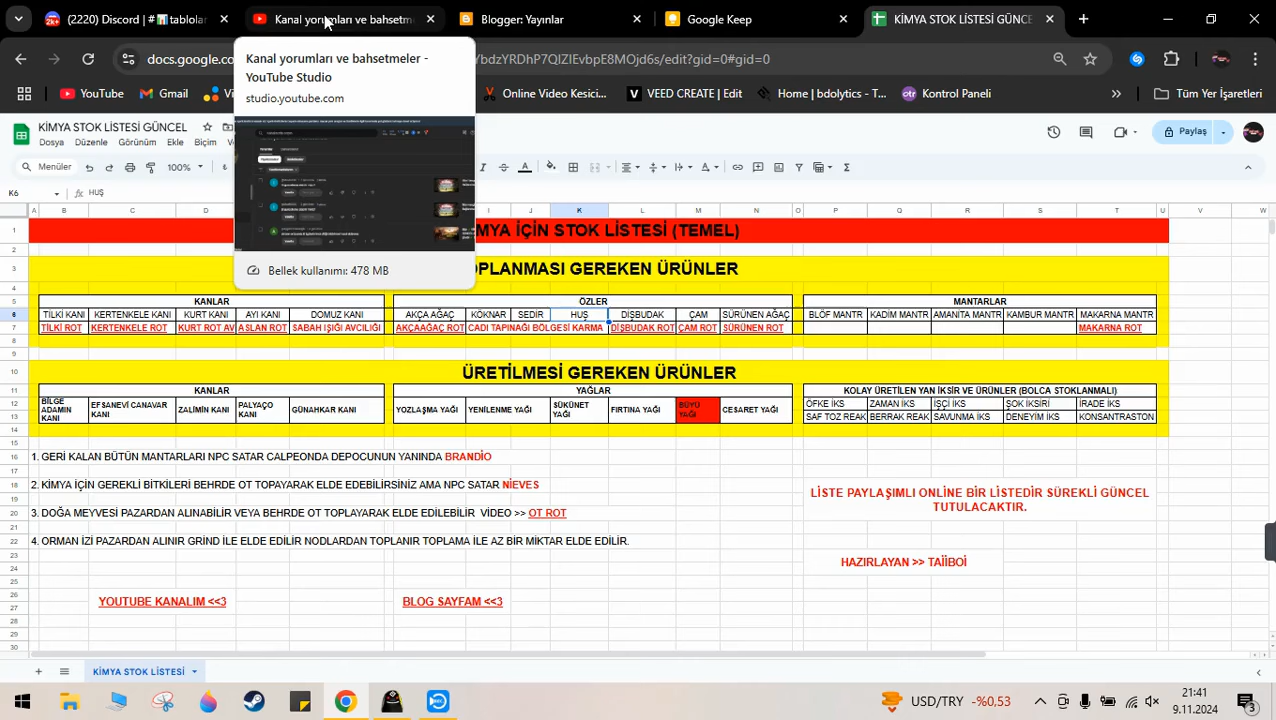 (220) Tarkan
Kanal yorumları ve bahsetme
Blogger: Yayınlar
Google Keep
KİMYA STOK LİSTESİ GÜNCE
docs.google.co
YbdzYRDhP7QIZIEvbpE8MOjd6s/edit?gid=0#gid=0
YouTube
Gmail
Online Video Kesici...
VEED
Kontrol Paneli
Tüm Yer
Kanal yorumları ve bahsetmeler -
YouTube Studio
studio.youtube.com
Bellek kullanımı: 478 MB
KİMYA STOK LİSTESİ GÜNCEL
Dosya Düzenle Görünüm Ekle Biçim
Paylaş
Menüler
100%
HUŞ
MYA İÇİN STOK LİSTESİ (TEMEL)
OPLANMASI GEREKEN ÜRÜNLER
KANLAR ÖZLER MANTARLAR
TİLKİ KANI KERTENKELE KANI KURT KANI AYI KANI DOMUZ KANI AKÇA AĞAÇ KÖKNAR SEDİR HUŞ DİŞBUDAK ÇAM SÜRÜNEN AĞAÇ BLÖF MANTR KADİM MANTR AMANITA MANTR KAMBUR MANTR MAKARNA MANTR
TİLKİ ROT KERTENKELE ROT KURT ROT AV ASLAN ROT SABAH IŞIĞI AVCILIĞI AKÇAAĞAÇ ROT CADI TAPINAĞI BÖLGESİ KARMA DİŞBUDAK ROT ÇAM ROT SÜRÜNEN ROT MAKARNA ROT
ÜRETİLMESİ GEREKEN ÜRÜNLER
KANLAR YAĞLAR KOLAY ÜRETİLEN YAN İKSİR VE ÜRÜNLER (BOLCA STOKLANMALI)
BİLGE ADAMIN KANI EFSANEVİ CANAVAR KANI ZALİMİN KANI PALYAÇO KANI GÜNAHKAR KANI YOZLAŞMA YAĞI YENİLENME YAĞI SÜKÜNET YAĞI FIRTINA YAĞI BÜYÜ YAĞI CESARET YAĞI
ÖFKE İKS ZAMAN İKS İŞÇİ İKS ŞOK İKSİRİ İRADE İKS
SAF TOZ REAK BERRAK REAK SAVUNMA İKS DENEYİM İKS KONSANTRASTON
1. GERİ KALAN BÜTÜN MANTARLARI NPC SATAR CALPEONDA DEPOCUNUN YANINDA BRANDİO
2. KİMYA İÇİN GEREKLİ BİTKİLERİ BEHRDE OT TOPAYARAK ELDE EDEBİLİRSİNİZ AMA NPC SATAR NİEVES
3. DOĞA MEYVESİ PAZARDAN ALINABİLİR VEYA BEHRDE OT TOPLAYARAK ELDE EDİLEBİLİR VİDEO >> OT ROT
4. ORMAN İZİ PAZARDAN ALINIR GRİND İLE ELDE EDİLİR NODLARDAN TOPLANIR TOPLAMA İLE AZ BİR MİKTAR ELDE EDİLİR.
LİSTE PAYLAŞIMLI ONLİNE BİR LİSTEDİR SÜREKLİ GÜNCEL
TUTULACAKTIR.
HAZIRLAYAN >> TAİİBOİ
YOUTUBE KANALIM <<3
BLOG SAYFAM <<3
KİMYA STOK LİSTESİ
USD/TRY -%0,53
21:41
9.11.2024
3